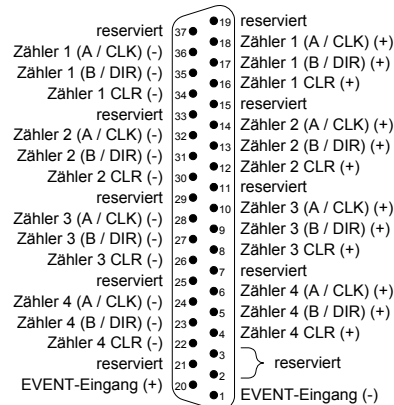 reserviert 37
Zähler 1 (A / CLK) (-) 36
Zähler 1 (B / DIR) (-) 35
Zähler 1 CLR (-) 34
reserviert 33
Zähler 2 (A / CLK) (-) 32
Zähler 2 (B / DIR) (-) 31
Zähler 2 CLR (-) 30
reserviert 29
Zähler 3 (A / CLK) (-) 28
Zähler 3 (B / DIR) (-) 27
Zähler 3 CLR (-) 26
reserviert 25
Zähler 4 (A / CLK) (-) 24
Zähler 4 (B / DIR) (-) 23
Zähler 4 CLR (-) 22
reserviert 21
EVENT-Eingang (+) 20
19 reserviert
18 Zähler 1 (A / CLK) (+)
17 Zähler 1 (B / DIR) (+)
16 Zähler 1 CLR (+)
15 reserviert
14 Zähler 2 (A / CLK) (+)
13 Zähler 2 (B / DIR) (+)
12 Zähler 2 CLR (+)
11 reserviert
10 Zähler 3 (A / CLK) (+)
9 Zähler 3 (B / DIR) (+)
8 Zähler 3 CLR (+)
7 reserviert
6 Zähler 4 (A / CLK) (+)
5 Zähler 4 (B / DIR) (+)
4 Zähler 4 CLR (+)
3
reserviert
2
1 EVENT-Eingang (-)